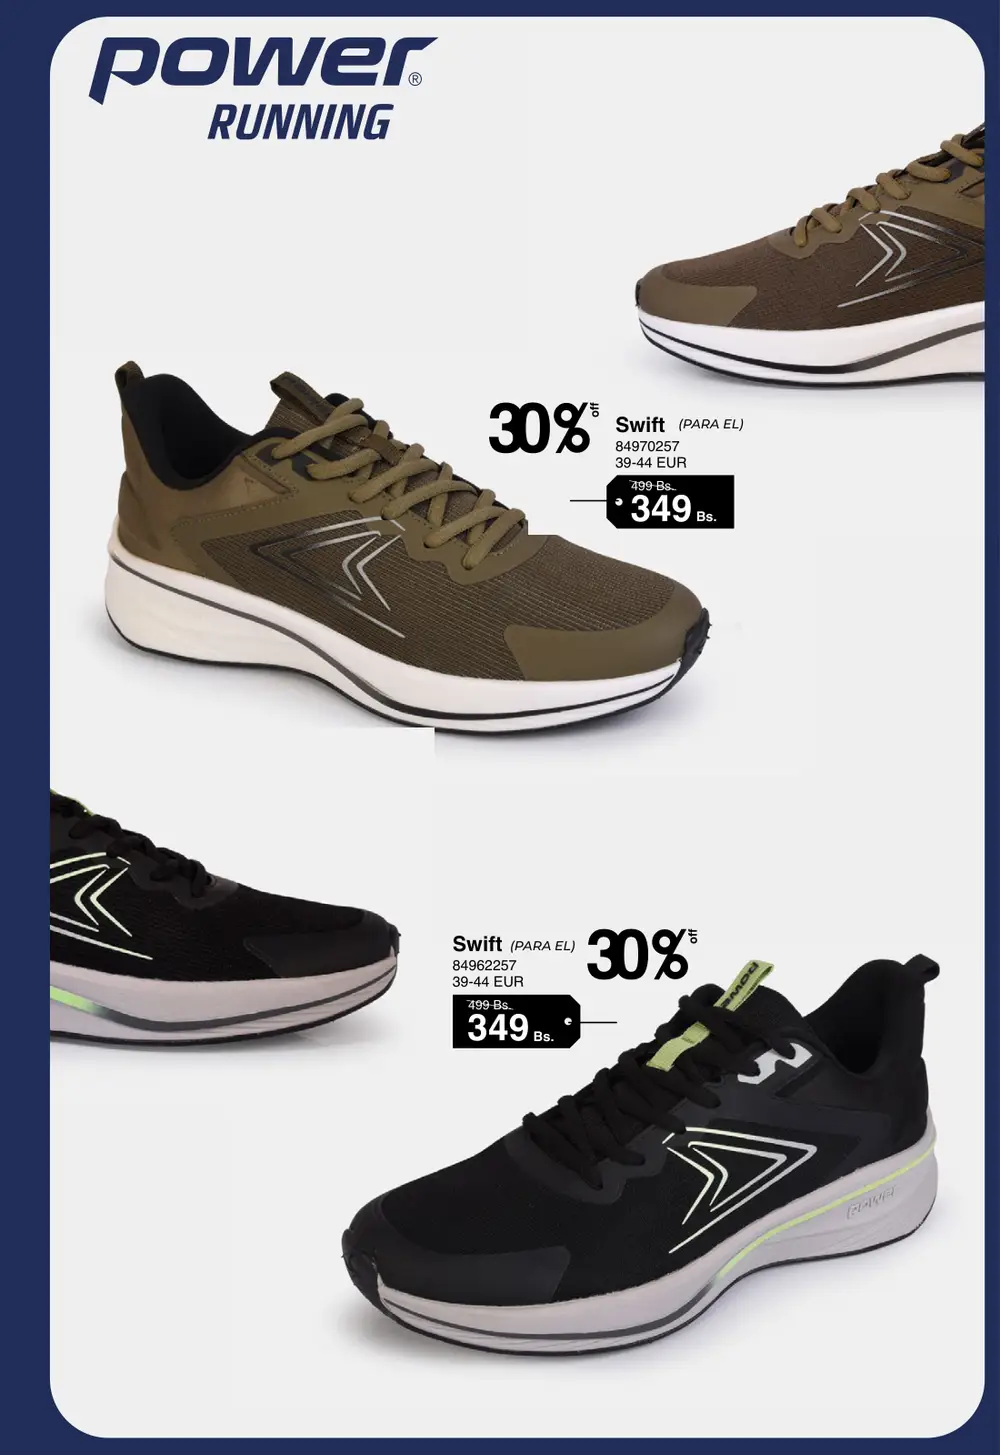 power®
RUNNING
30% off
Swift (PARA EL)
84970257
39-44 EUR
499 Bs.
349 Bs.
Swift (PARA EL)
84962257
39-44 EUR
499 Bs.
349 Bs.
30% off
power
power